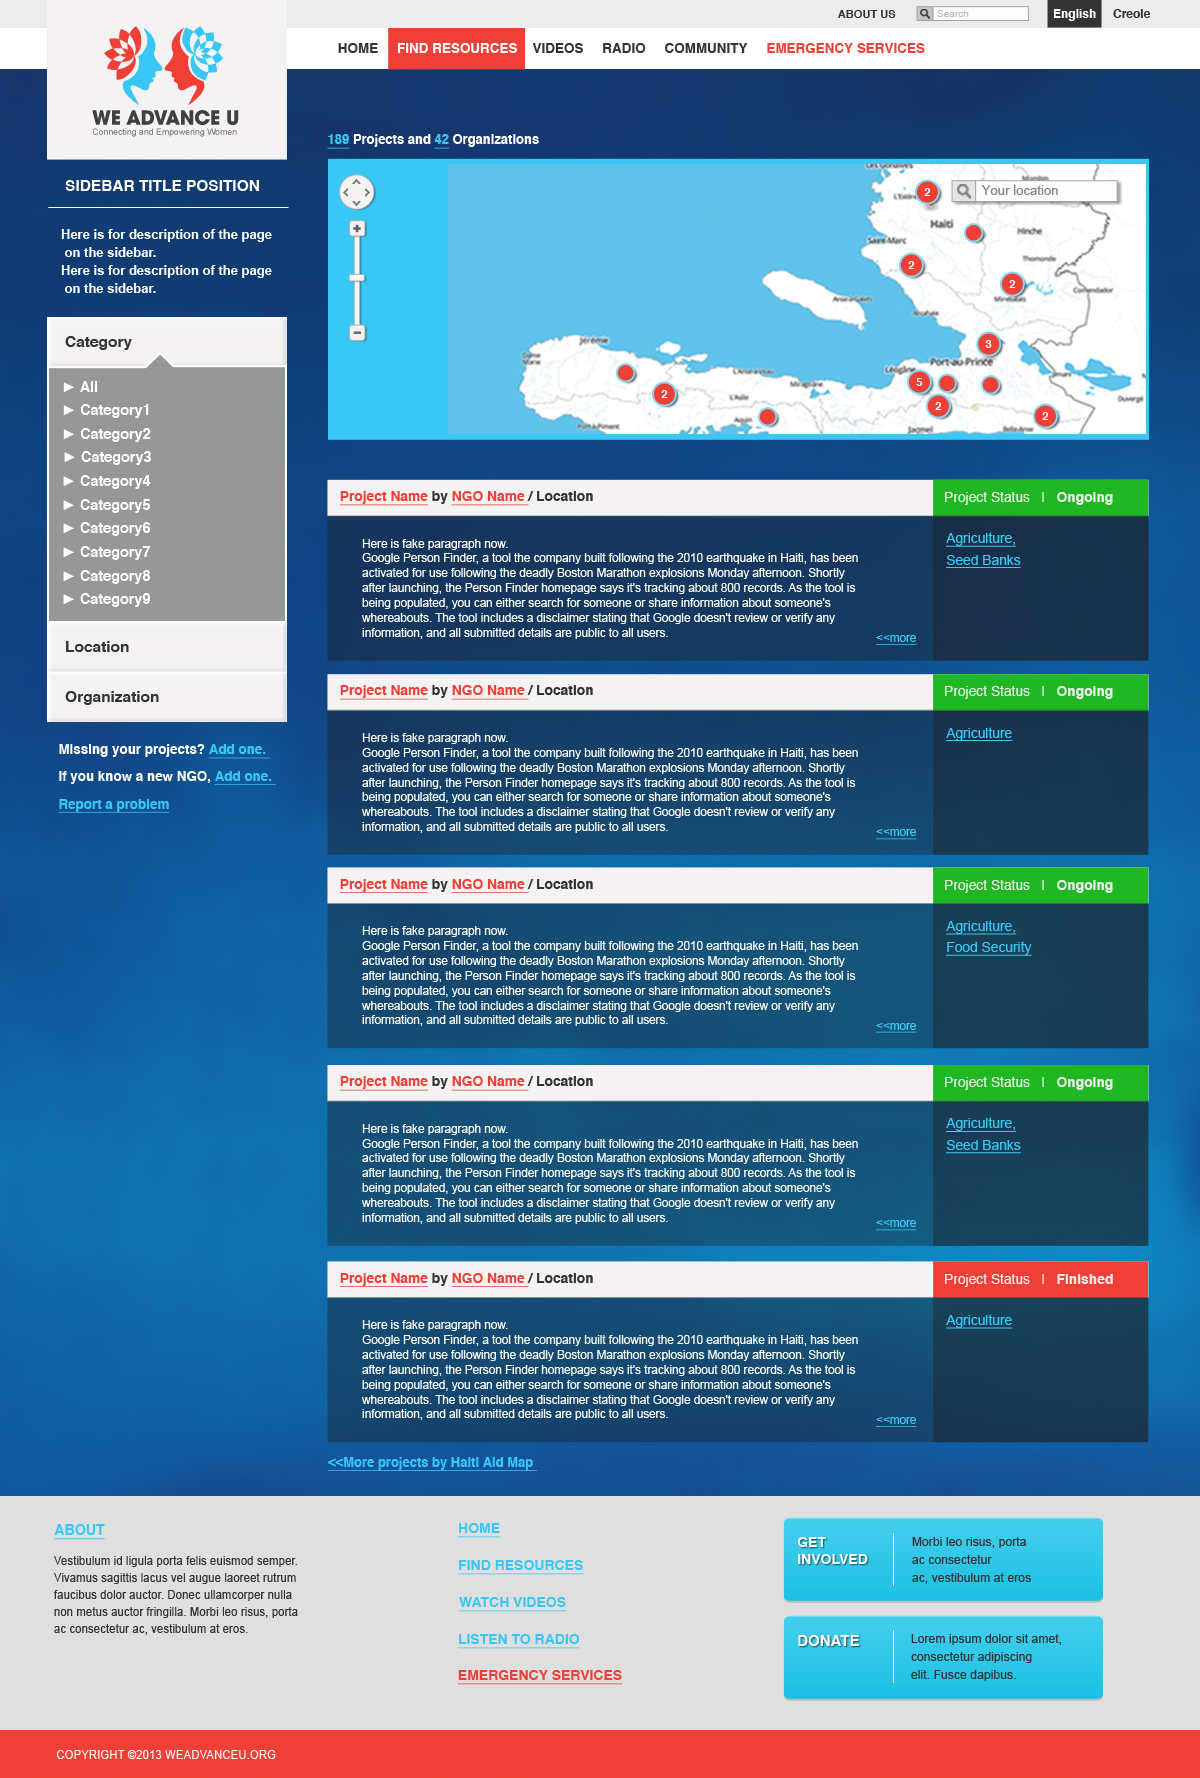 ABOUT US
Search
English
Creole
HOME
FIND RESOURCES
VIDEOS
RADIO
COMMUNITY
EMERGENCY SERVICES
WE ADVANCE U
Connecting and Empowering Women
SIDEBAR TITLE POSITION
Here is for description of the page
on the sidebar.
Here is for description of the page
on the sidebar.
Category
▶ All
▶ Category1
▶ Category2
▶ Category3
▶ Category4
▶ Category5
▶ Category6
▶ Category7
▶ Category8
▶ Category9
Location
Organization
Missing your projects? Add one.
If you know a new NGO, Add one.
Report a problem
189 Projects and 42 Organizations
Your location
2
Haiti
Hinche
Saint-Marc
2
Thomonde
2
Mirebalais
Comendador
Anse-a-Galets
Arcahaie
3
Jérémie
Port-au-Prince
Léogâne
5
2
2
2
Miragoâne
L'Asile
Aquin
Jacmel
Belle-Anse
Duvergé
Project Name by NGO Name / Location
Project Status | Ongoing
Here is fake paragraph now.
Google Person Finder, a tool the company built following the 2010 earthquake in Haiti, has been
activated for use following the deadly Boston Marathon explosions Monday afternoon. Shortly
after launching, the Person Finder homepage says it's tracking about 800 records. As the tool is
being populated, you can either search for someone or share information about someone's
whereabouts. The tool includes a disclaimer stating that Google doesn't review or verify any
information, and all submitted details are public to all users.
<<more
Agriculture,
Seed Banks
Project Name by NGO Name / Location
Project Status | Ongoing
Here is fake paragraph now.
Google Person Finder, a tool the company built following the 2010 earthquake in Haiti, has been
activated for use following the deadly Boston Marathon explosions Monday afternoon. Shortly
after launching, the Person Finder homepage says it's tracking about 800 records. As the tool is
being populated, you can either search for someone or share information about someone's
whereabouts. The tool includes a disclaimer stating that Google doesn't review or verify any
information, and all submitted details are public to all users.
<<more
Agriculture
Project Name by NGO Name / Location
Project Status | Ongoing
Here is fake paragraph now.
Google Person Finder, a tool the company built following the 2010 earthquake in Haiti, has been
activated for use following the deadly Boston Marathon explosions Monday afternoon. Shortly
after launching, the Person Finder homepage says it's tracking about 800 records. As the tool is
being populated, you can either search for someone or share information about someone's
whereabouts. The tool includes a disclaimer stating that Google doesn't review or verify any
information, and all submitted details are public to all users.
<<more
Agriculture,
Food Security
Project Name by NGO Name / Location
Project Status | Ongoing
Here is fake paragraph now.
Google Person Finder, a tool the company built following the 2010 earthquake in Haiti, has been
activated for use following the deadly Boston Marathon explosions Monday afternoon. Shortly
after launching, the Person Finder homepage says it's tracking about 800 records. As the tool is
being populated, you can either search for someone or share information about someone's
whereabouts. The tool includes a disclaimer stating that Google doesn't review or verify any
information, and all submitted details are public to all users.
<<more
Agriculture,
Seed Banks
Project Name by NGO Name / Location
Project Status | Finished
Here is fake paragraph now.
Google Person Finder, a tool the company built following the 2010 earthquake in Haiti, has been
activated for use following the deadly Boston Marathon explosions Monday afternoon. Shortly
after launching, the Person Finder homepage says it's tracking about 800 records. As the tool is
being populated, you can either search for someone or share information about someone's
whereabouts. The tool includes a disclaimer stating that Google doesn't review or verify any
information, and all submitted details are public to all users.
<<more
Agriculture
<<More projects by Haiti Aid Map
ABOUT
Vestibulum id ligula porta felis euismod semper.
Vivamus sagittis lacus vel augue laoreet rutrum
faucibus dolor auctor. Donec ullamcorper nulla
non metus auctor fringilla. Morbi leo risus, porta
ac consectetur ac, vestibulum at eros.
HOME
FIND RESOURCES
WATCH VIDEOS
LISTEN TO RADIO
EMERGENCY SERVICES
GET
INVOLVED
Morbi leo risus, porta
ac consectetur
ac, vestibulum at eros
DONATE
Lorem ipsum dolor sit amet,
consectetur adipiscing
elit. Fusce dapibus.
COPYRIGHT ©2013 WEADVANCEU.ORG